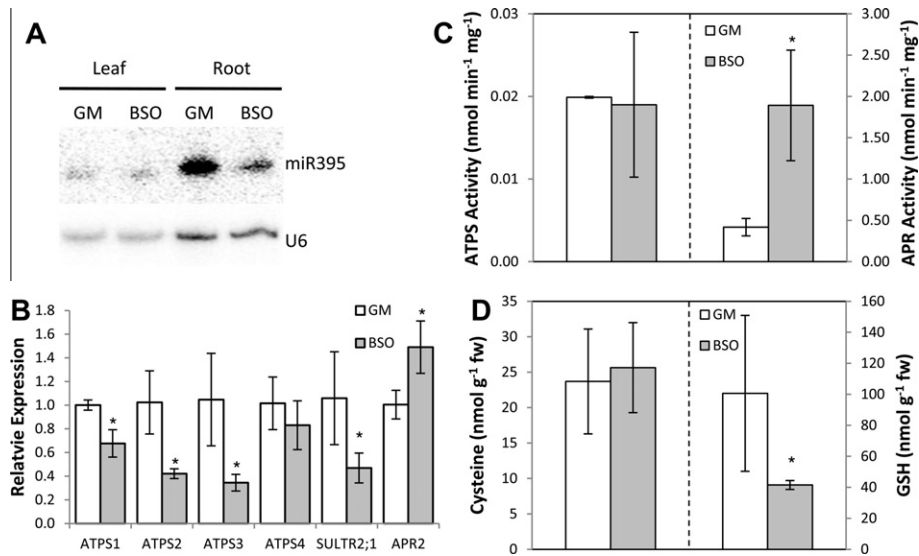 A
Leaf Root
GM BSO GM BSO
miR395
U6
B
Relatvie Expression
1.8
1.6
1.4
1.2
1.0
0.8
0.6
0.4
0.2
0.0
GM
BSO
* * * * *
ATPS1 ATPS2 ATPS3 ATPS4 SULTR2;1 APR2
C
ATPS Activity (nmol min-1 mg-1)
0.03
0.02
0.01
0.00
GM
BSO
*
3.00
2.50
2.00
1.50
1.00
0.50
0.00
APR Activity (nmol min-1 mg-1)
D
Cysteine (nmol g-1 fw)
35
30
25
20
15
10
5
0
GM
BSO
*
160
140
120
100
80
60
40
20
0
GSH (nmol g-1 fw)